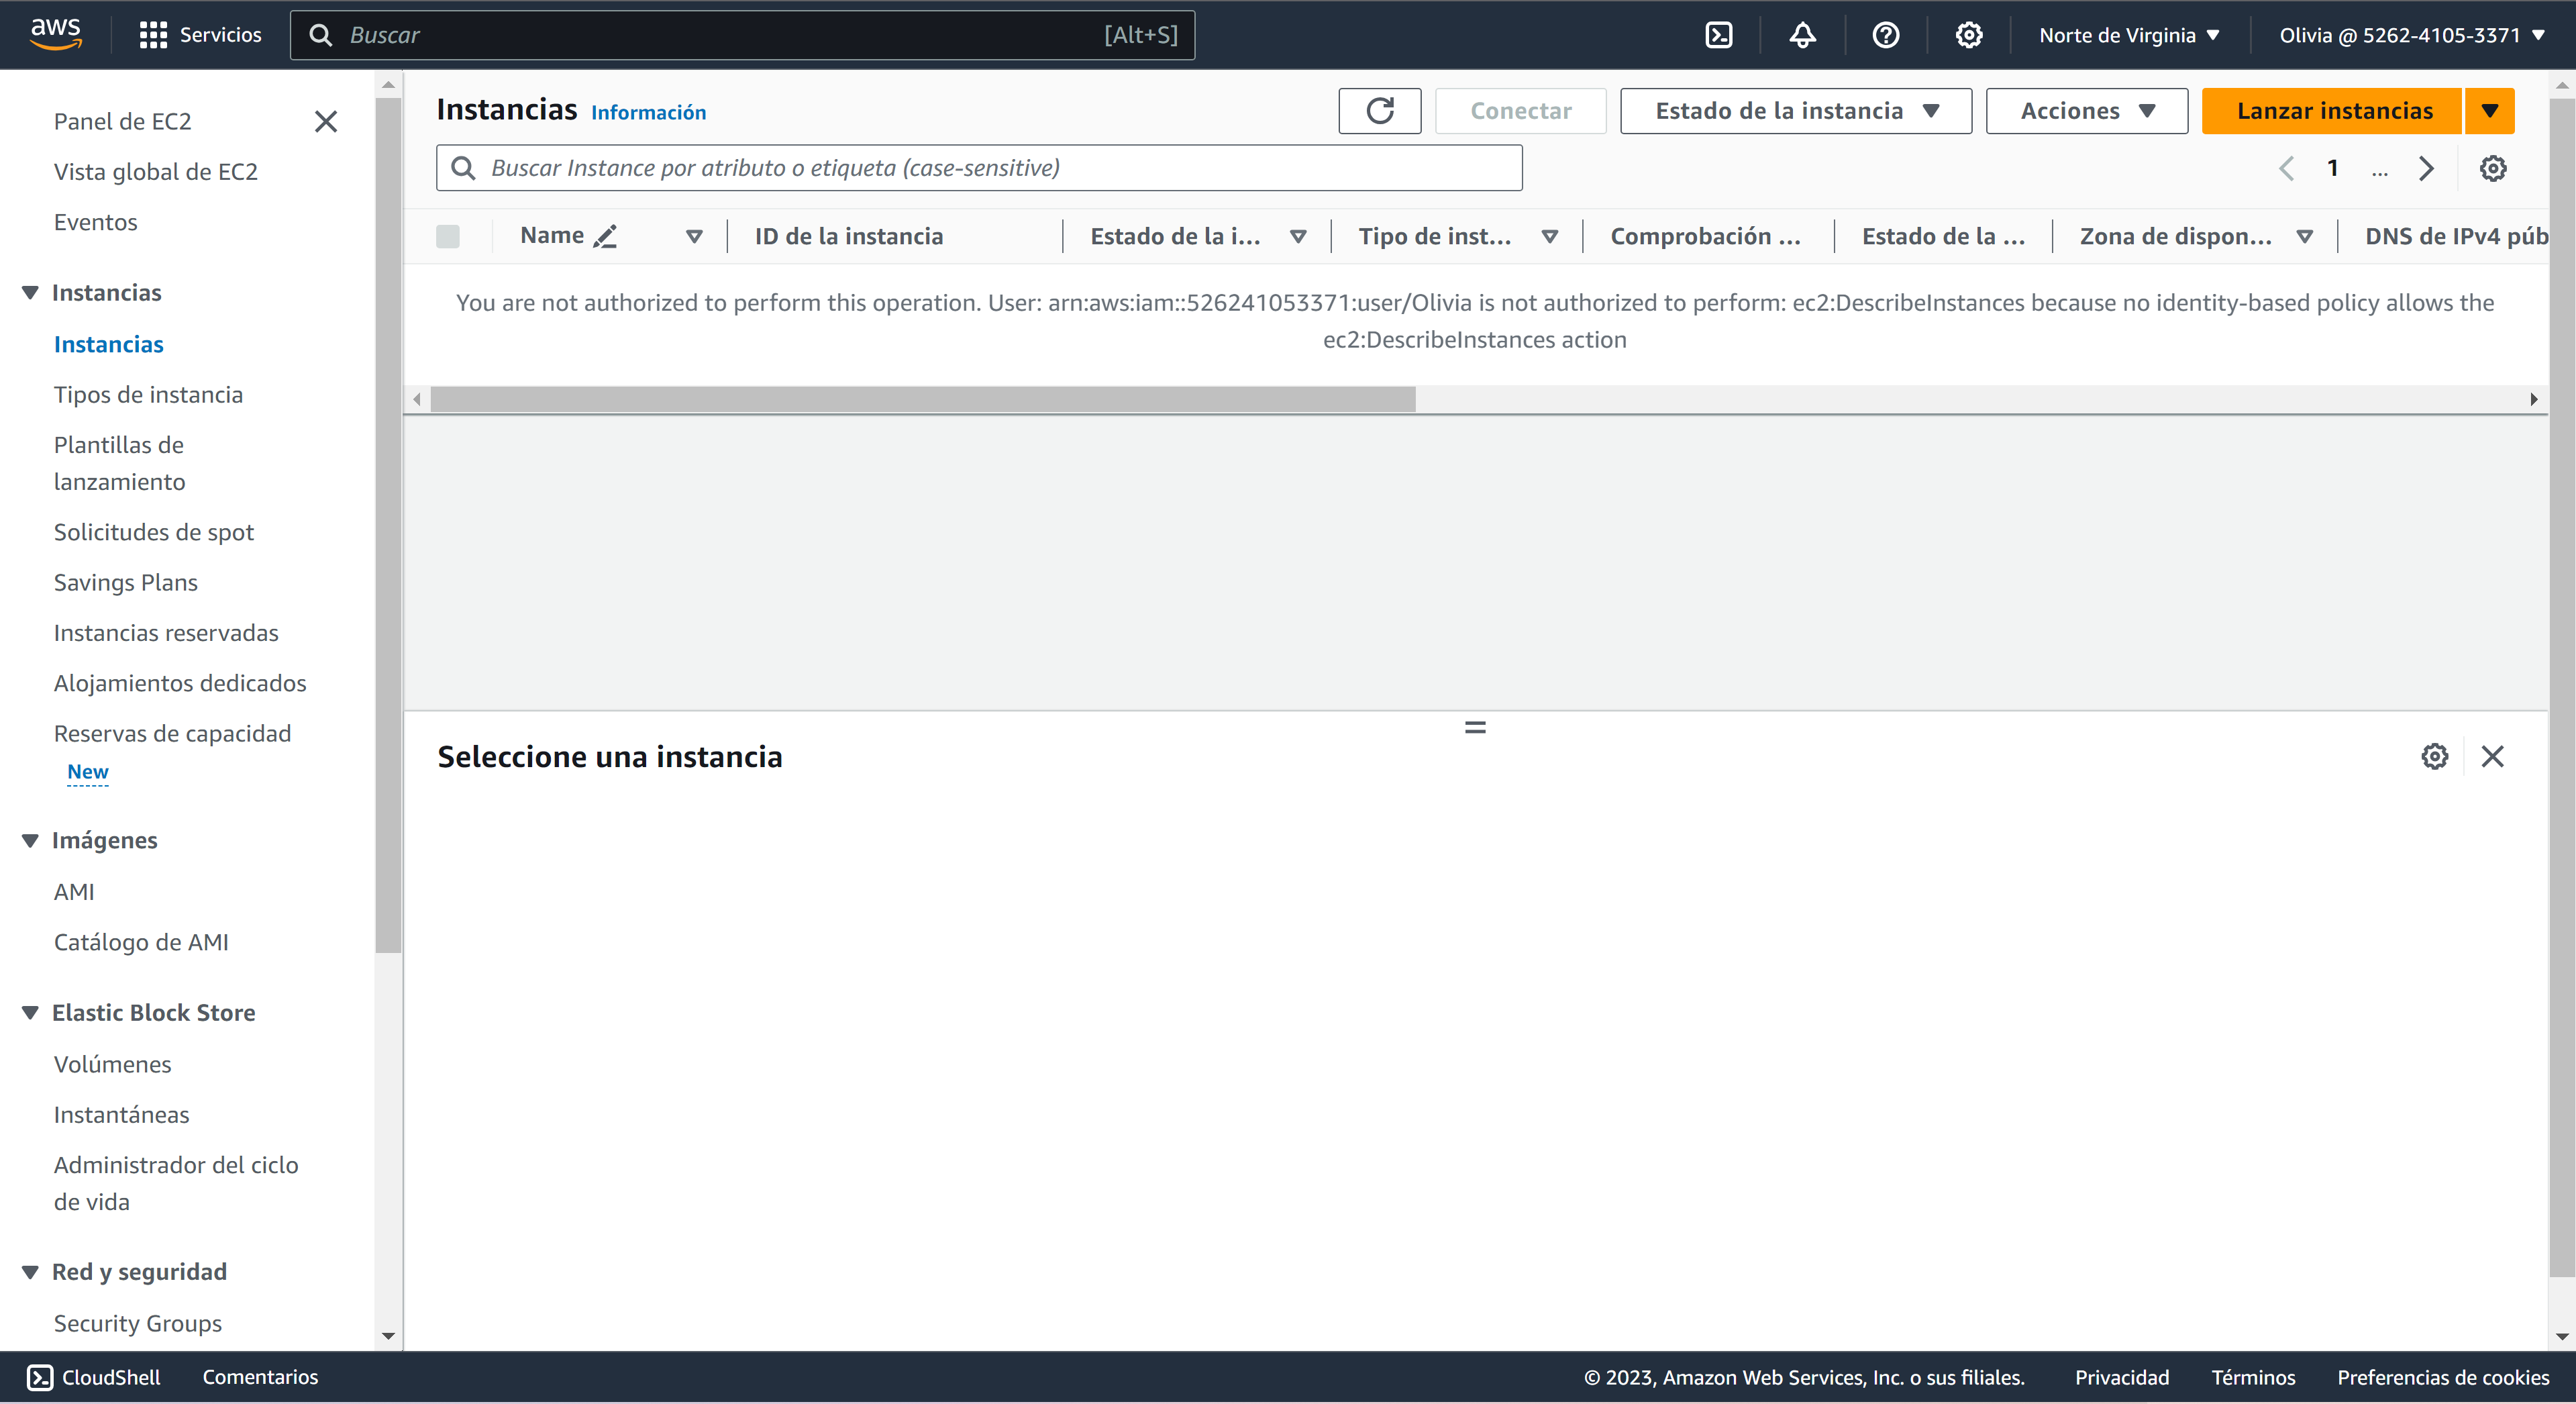 aws
Servicios
Buscar
[Alt+S]
Norte de Virginia
Olivia @ 5262-4105-3371
Panel de EC2
Vista global de EC2
Eventos
Instancias
Instancias
Tipos de instancia
Plantillas de
lanzamiento
Solicitudes de spot
Savings Plans
Instancias reservadas
Alojamientos dedicados
Reservas de capacidad
New
Imágenes
AMI
Catálogo de AMI
Elastic Block Store
Volúmenes
Instantáneas
Administrador del ciclo
de vida
Red y seguridad
Security Groups
Instancias Información
Conectar
Estado de la instancia
Acciones
Lanzar instancias
Buscar Instance por atributo o etiqueta (case-sensitive)
1 ...
Name
ID de la instancia
Estado de la i...
Tipo de inst...
Comprobación ...
Estado de la ...
Zona de dispon...
DNS de IPv4 púb
You are not authorized to perform this operation. User: arn:aws:iam::526241053371:user/Olivia is not authorized to perform: ec2:DescribeInstances because no identity-based policy allows the
ec2:DescribeInstances action
Seleccione una instancia
CloudShell
Comentarios
© 2023, Amazon Web Services, Inc. o sus filiales.
Privacidad
Términos
Preferencias de cookies